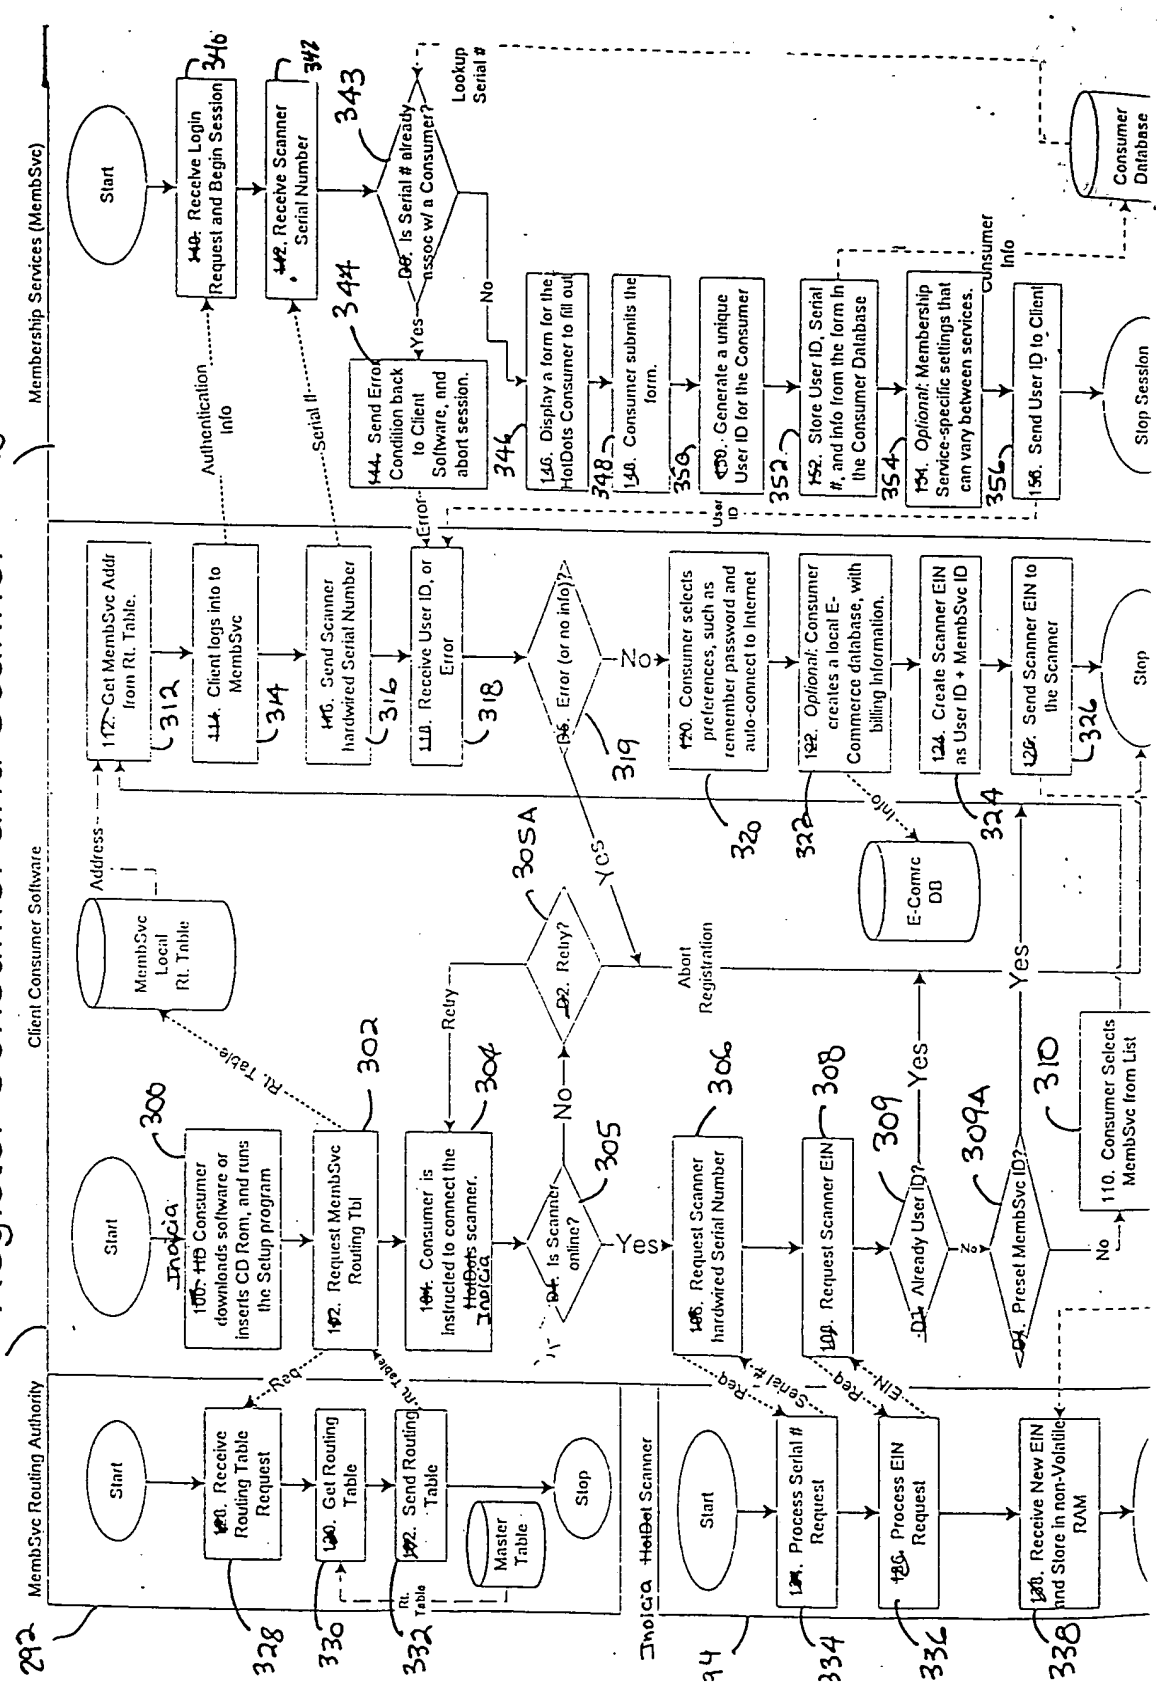 Register Consumer and Scanner
292
MembSvc Routing Authority
Start
328
120. Receive
Routing Table
Request
330
130. Get Routing
Table
332
Send Routing
Table
Rt.
Table
Master
Table
Stop
Indicia HotDot Scanner
94
Start
334
Process Serial #
Request
336
136. Process EIN
Request
338
Receive New EIN
and Store in non-Volatile
RAM
Client Consumer Software
Start
Indicia
300
100. HD Consumer
downloads software or
inserts CD Rom, and runs
the Setup program
302
102. Request MembSvc
Routing Tbl
Req
Rt. Table
Rt. Table
MembSvc
Local
Rt. Table
Address
304
104. Consumer is
Instructed to connect the
HotDots scanner.
Indicia
Retry
305
D1. Is Scanner
online?
No
Yes
305A
D2. Retry?
Abort
Registration
306
106. Request Scanner
hardwired Serial Number
Req
Serial #
308
108. Request Scanner EIN
Req
EIN
309
D3. Already User ID?
Yes
No
309A
D4. Preset MembSvc ID?
Yes
No
310
110. Consumer Selects
MembSvc from List
112. Get MembSvc Addr
from Rt. Table.
312
114. Client logs into to
MembSvc
314
116. Send Scanner
hardwired Serial Number
316
118. Receive User ID, or
Error
318
D6. Error (or no info)?
319
Yes
No
120. Consumer selects
preferences, such as
remember password and
auto-connect to Internet
320
122. Optional: Consumer
creates a local E-
Commerce database, with
billing Information.
322
Info
E-Comrc
DB
124. Create Scanner EIN
as User ID + MembSvc ID
324
126. Send Scanner EIN to
the Scanner
326
Stop
Membership Services (MembSvc)
Start
340
140. Receive Login
Request and Begin Session
Authentication
Info
342
142. Receive Scanner
Serial Number
Serial #
343
D8. Is Serial # already
assoc w/ a Consumer?
Lookup
Serial #
Yes
No
344
144. Send Error
Condition back
to Client
Software, and
abort session.
Error
346
146. Display a form for the
HotDots Consumer to fill out
348
148. Consumer submits the
form.
350
150. Generate a unique
User ID for the Consumer
352
152. Store User ID, Serial
#, and info from the form In
the Consumer Database
354
154. Optional: Membership
Service-specific settings that
can vary between services.
Consumer
Info
356
156. Send User ID to Client
User
ID
Stop Session
Consumer
Database